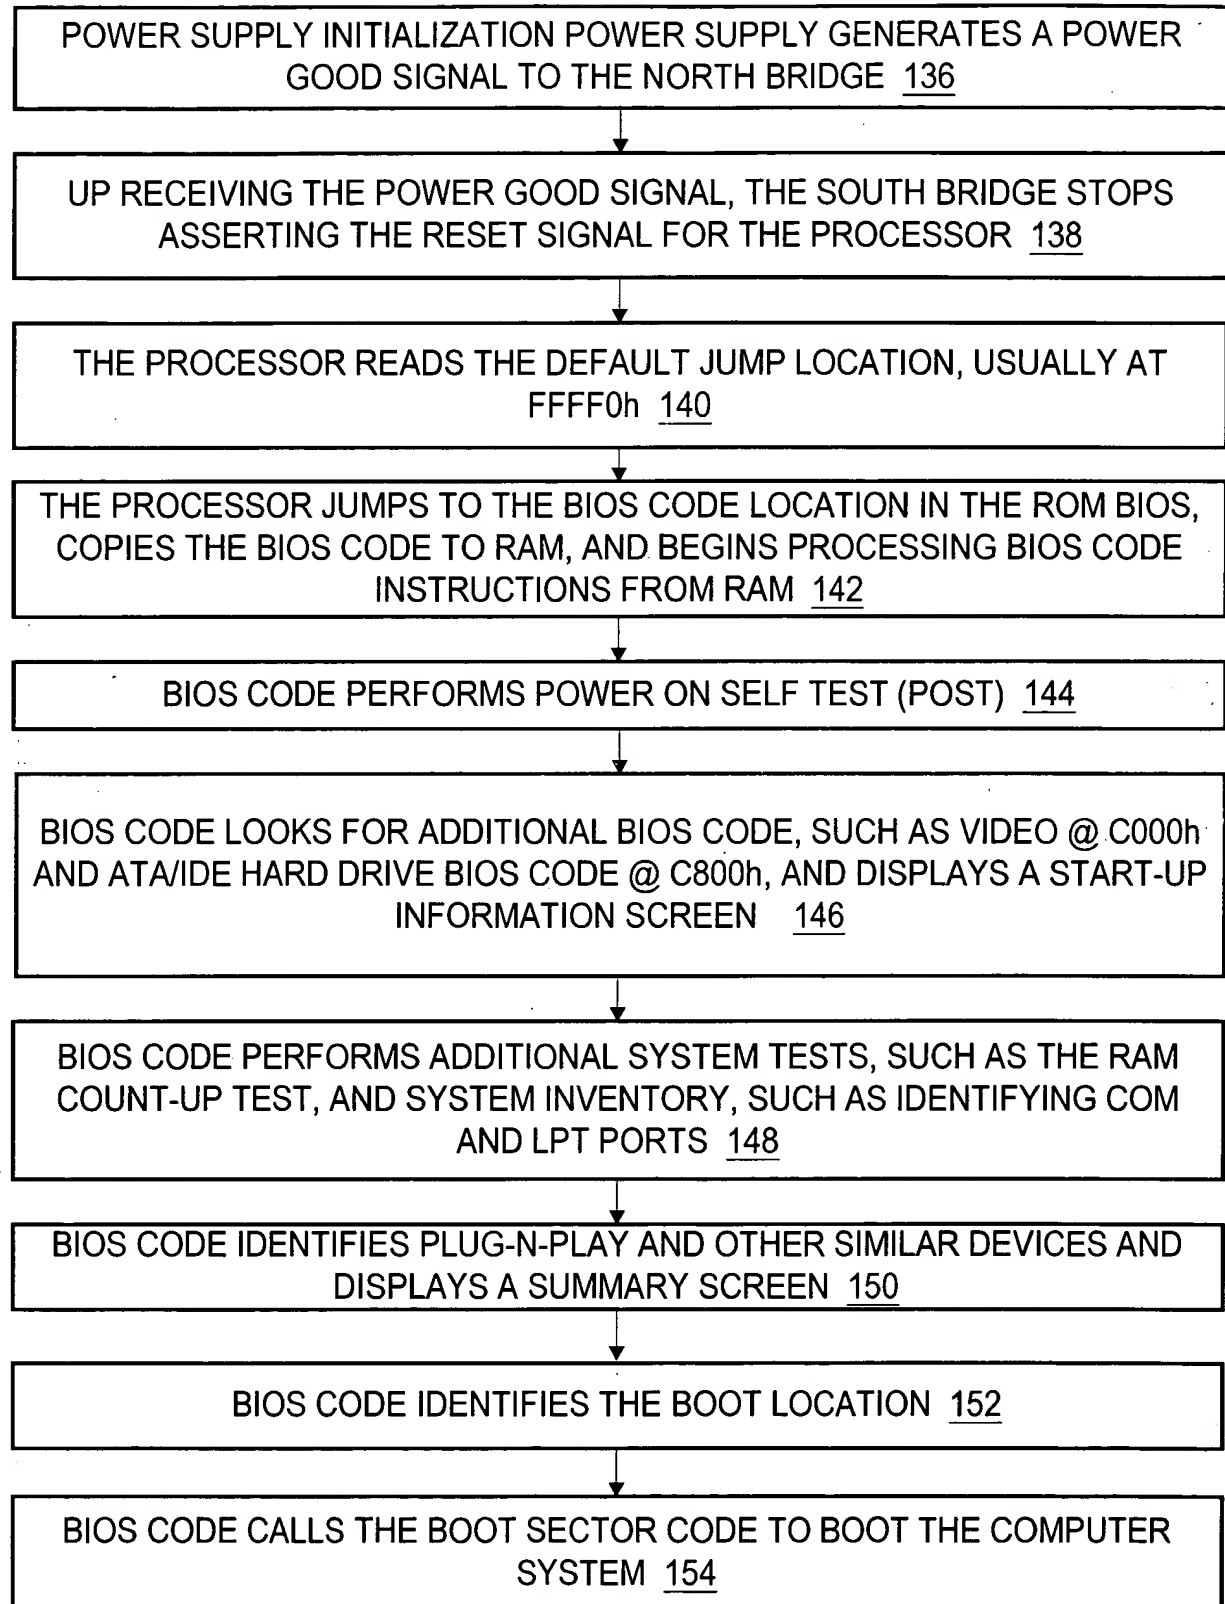 POWER SUPPLY INITIALIZATION POWER SUPPLY GENERATES A POWER
GOOD SIGNAL TO THE NORTH BRIDGE 136
UP RECEIVING THE POWER GOOD SIGNAL, THE SOUTH BRIDGE STOPS
ASSERTING THE RESET SIGNAL FOR THE PROCESSOR 138
THE PROCESSOR READS THE DEFAULT JUMP LOCATION, USUALLY AT
FFFF0h 140
THE PROCESSOR JUMPS TO THE BIOS CODE LOCATION IN THE ROM BIOS,
COPIES THE BIOS CODE TO RAM, AND BEGINS PROCESSING BIOS CODE
INSTRUCTIONS FROM RAM 142
BIOS CODE PERFORMS POWER ON SELF TEST (POST) 144
BIOS CODE LOOKS FOR ADDITIONAL BIOS CODE, SUCH AS VIDEO @ C000h
AND ATA/IDE HARD DRIVE BIOS CODE @ C800h, AND DISPLAYS A START-UP
INFORMATION SCREEN 146
BIOS CODE PERFORMS ADDITIONAL SYSTEM TESTS, SUCH AS THE RAM
COUNT-UP TEST, AND SYSTEM INVENTORY, SUCH AS IDENTIFYING COM
AND LPT PORTS 148
BIOS CODE IDENTIFIES PLUG-N-PLAY AND OTHER SIMILAR DEVICES AND
DISPLAYS A SUMMARY SCREEN 150
BIOS CODE IDENTIFIES THE BOOT LOCATION 152
BIOS CODE CALLS THE BOOT SECTOR CODE TO BOOT THE COMPUTER
SYSTEM 154